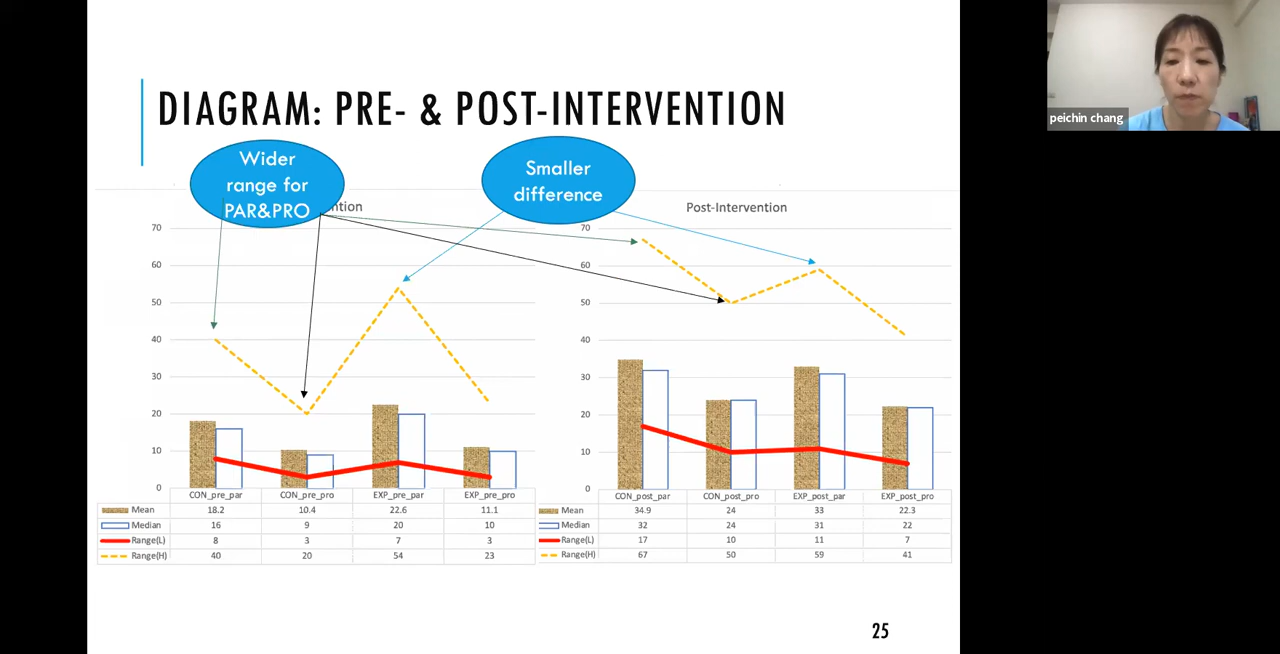 DIAGRAM: PRE- & POST-INTERVENTION
peichin chang
Wider
range for
PAR&PRO
Smaller
difference
ntion
70
60
50
40
30
20
10
0
CON_pre_par CON_pre_pro EXP_pre_par EXP_pre_pro
Mean 18.2 10.4 22.6 11.1
Median 16 9 20 10
Range(L) 8 3 7 3
Range(H) 40 20 54 23
Post-Intervention
70
60
50
40
30
20
10
0
CON_post_par CON_post_pro EXP_post_par EXP_post_pro
Mean 34.9 24 33 22.3
Median 32 24 31 22
Range(L) 17 10 11 7
Range(H) 67 50 59 41
25